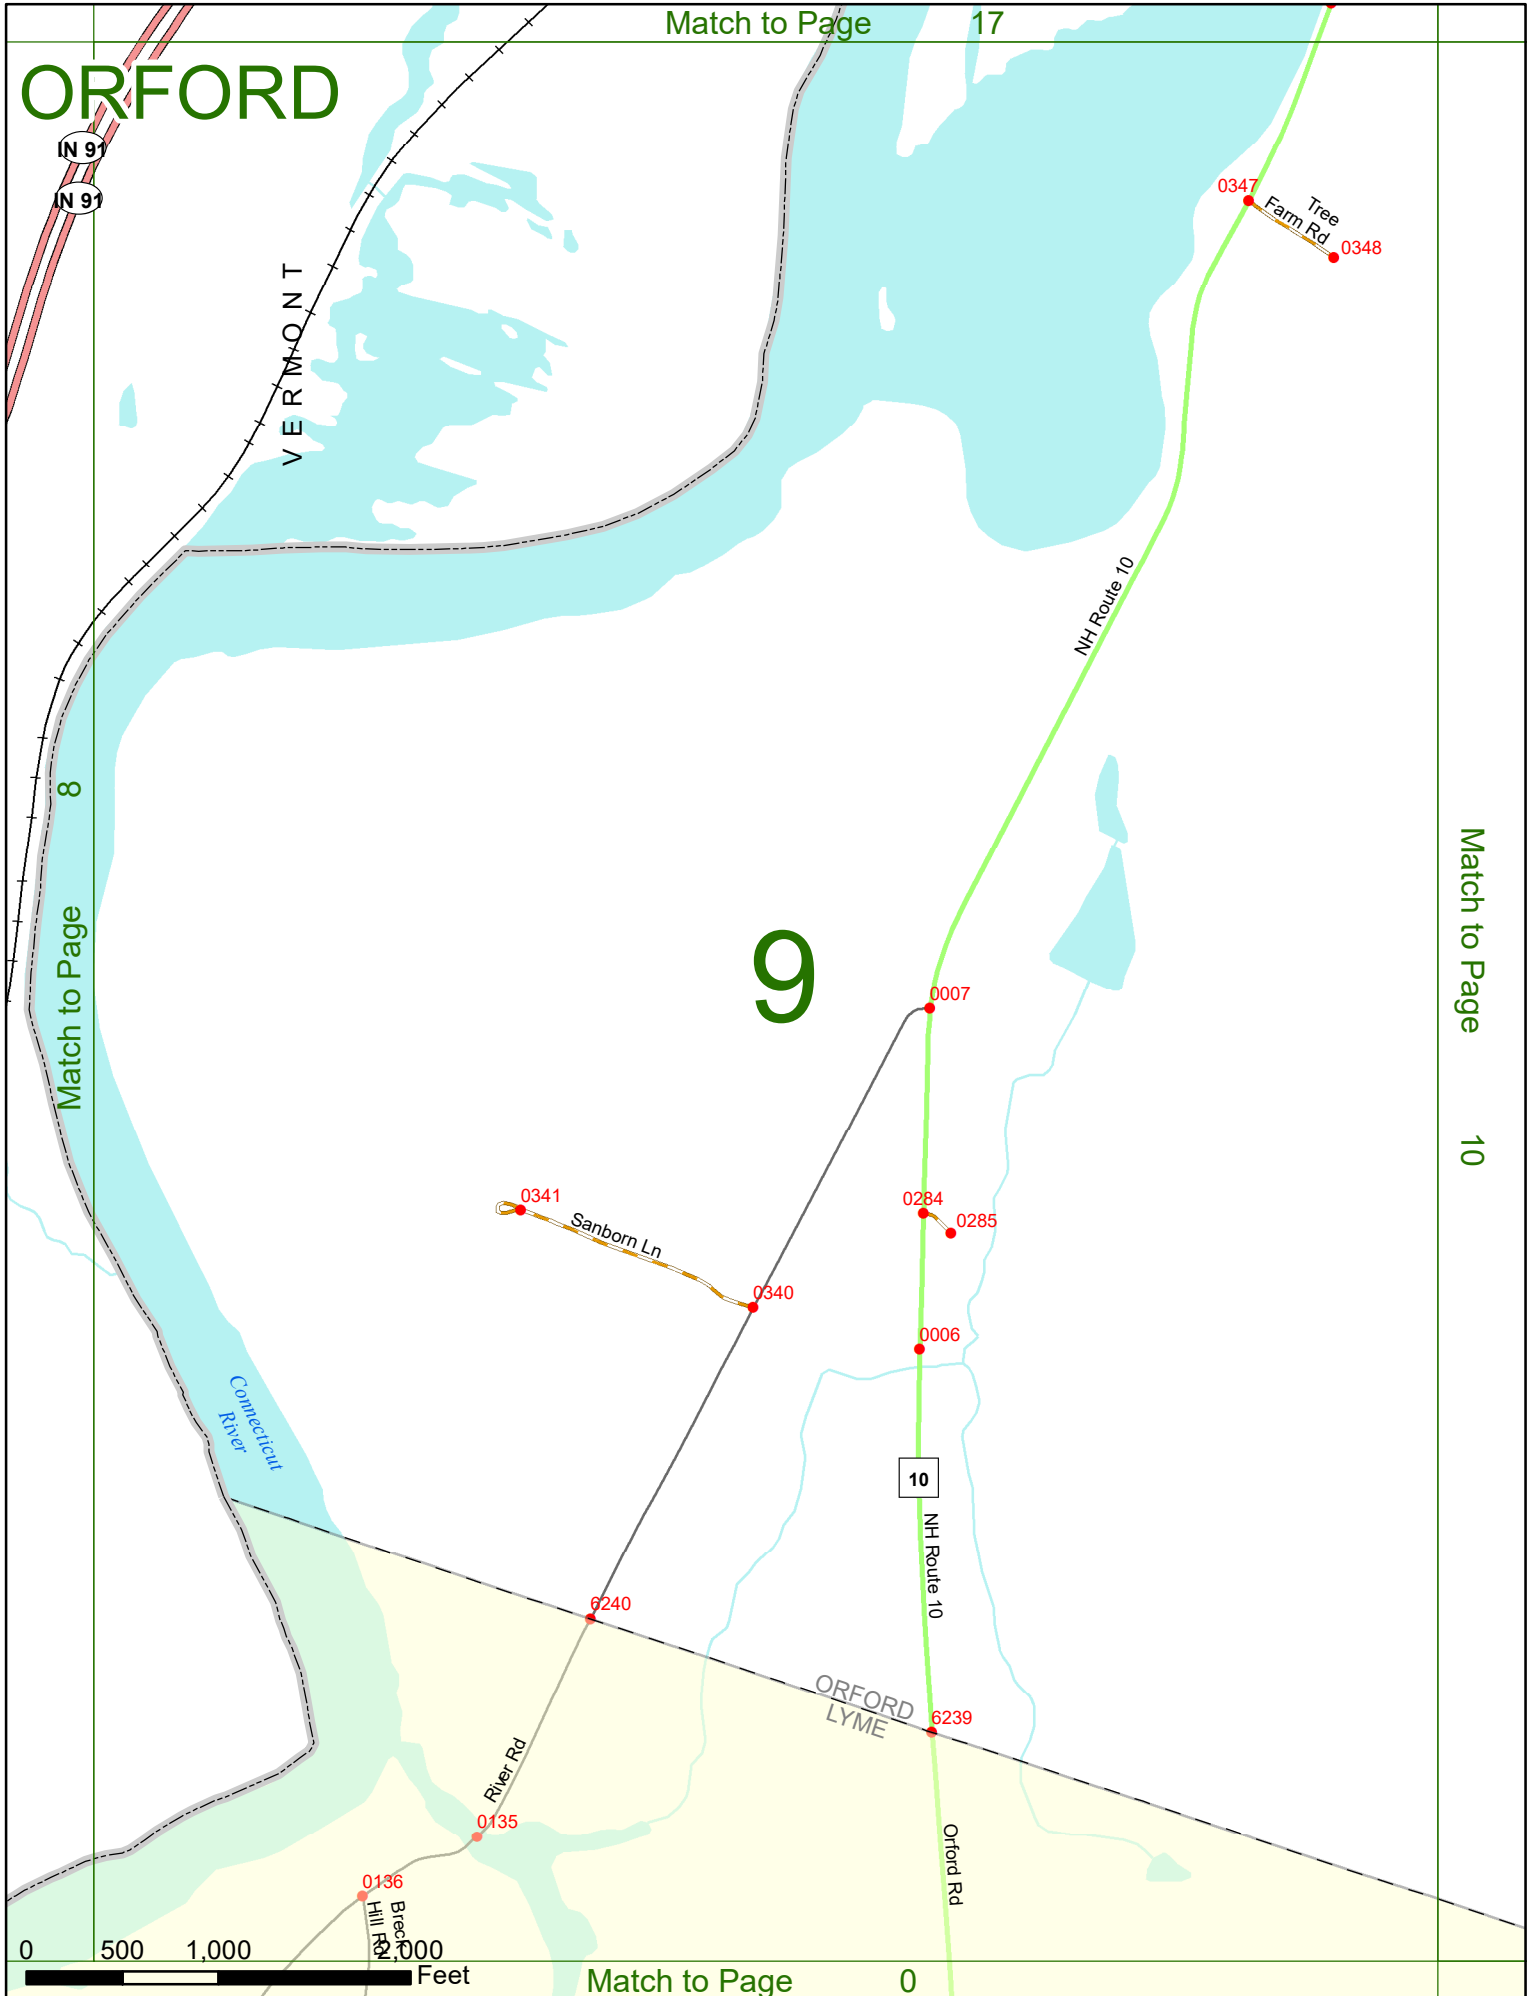 Match to Page 17
ORFORD
IN 91
IN 91
VERMONT
0347
Tree
Farm Rd
0348
NH Route 10
Match to Page 8
9
Match to Page 10
0007
0341
Sanborn Ln
0340
0284
0285
0006
Connecticut
River
10
NH Route 10
6240
ORFORD
LYME
6239
River Rd
0135
Orford Rd
0136
Breck
Hill Rd
0 500 1,000 2,000
Feet
Match to Page 0